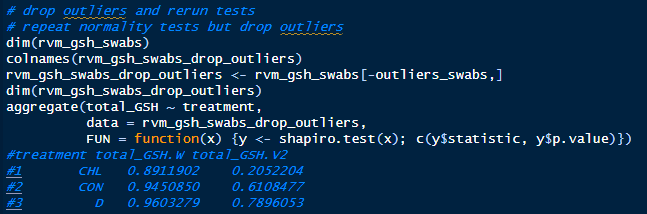 # drop outliers and rerun tests
# repeat normality tests but drop outliers
dim(rvm_gsh_swabs)
colnames(rvm_gsh_swabs_drop_outliers)
rvm_gsh_swabs_drop_outliers <- rvm_gsh_swabs[-outliers_swabs,]
dim(rvm_gsh_swabs_drop_outliers)
aggregate(total_GSH ~ treatment,
          data = rvm_gsh_swabs_drop_outliers,
          FUN = function(x) {y <- shapiro.test(x); c(y$statistic, y$p.value)})
#treatment total_GSH.W total_GSH.V2
#1       CHL   0.8911902    0.2052204
#2       CON   0.9450850    0.6108477
#3         D   0.9603279    0.7896053